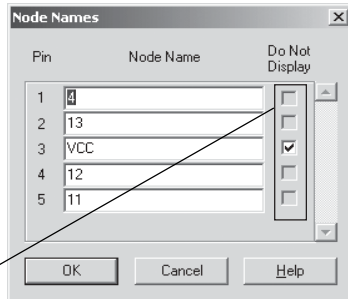 Node Names
Pin Node Name Do Not
Display
1 4
2 13
3 VCC
4 12
5 11
OK Cancel Help